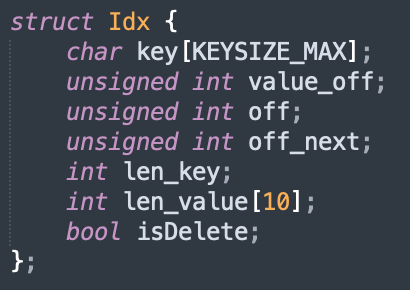 struct Idx {
    char key[KEYSIZE_MAX];
    unsigned int value_off;
    unsigned int off;
    unsigned int off_next;
    int len_key;
    int len_value[10];
    bool isDelete;
};